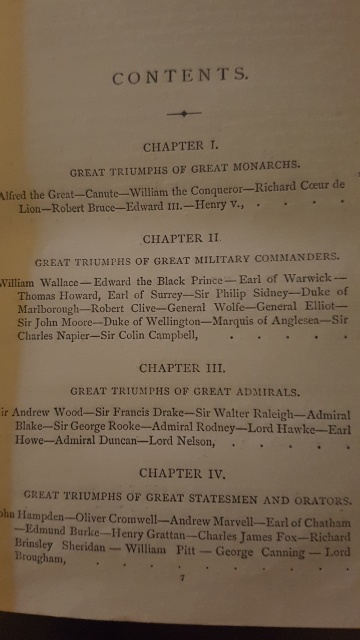 CONTENTS.
CHAPTER I.
GREAT TRIUMPHS OF GREAT MONARCHS.
Alfred the Great—Canute—William the Conqueror—Richard Cœur de
Lion—Robert Bruce—Edward III.—Henry V., . . . .
CHAPTER II.
GREAT TRIUMPHS OF GREAT MILITARY COMMANDERS.
William Wallace—Edward the Black Prince—Earl of Warwick—
Thomas Howard, Earl of Surrey—Sir Philip Sidney—Duke of
Marlborough—Robert Clive—General Wolfe—General Elliot—
Sir John Moore—Duke of Wellington—Marquis of Anglesea—Sir
Charles Napier—Sir Colin Campbell, . . . . .
CHAPTER III.
GREAT TRIUMPHS OF GREAT ADMIRALS.
ir Andrew Wood—Sir Francis Drake—Sir Walter Raleigh—Admiral
Blake—Sir George Rooke—Admiral Rodney—Lord Hawke—Earl
Howe—Admiral Duncan—Lord Nelson, . . . .
CHAPTER IV.
GREAT TRIUMPHS OF GREAT STATESMEN AND ORATORS.
ohn Hampden—Oliver Cromwell—Andrew Marvell—Earl of Chatham
—Edmund Burke—Henry Grattan—Charles James Fox—Richard
Brinsley Sheridan—William Pitt—George Canning—Lord
Brougham, . . . . . . .
7